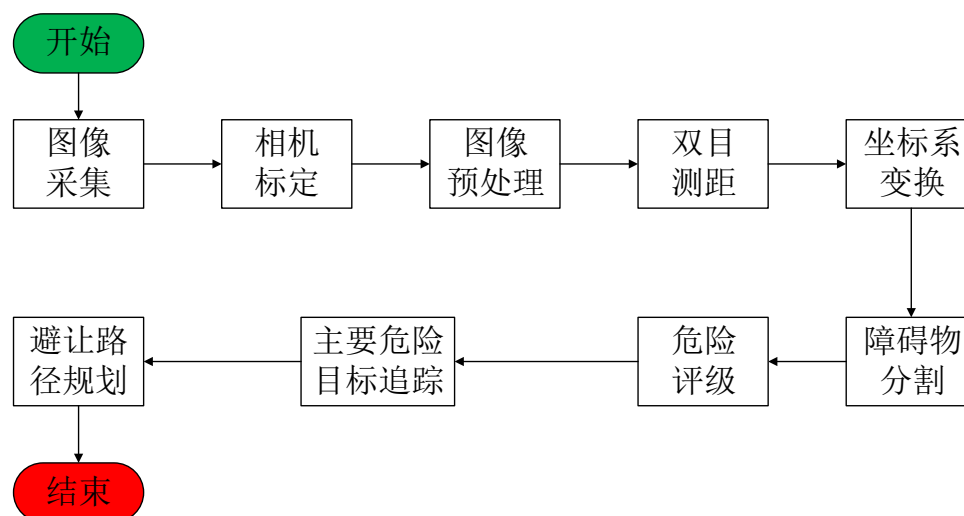 开始
图像
采集
相机
标定
图像
预处理
双目
测距
坐标系
变换
障碍物
分割
危险
评级
主要危险
目标追踪
避让路
径规划
结束